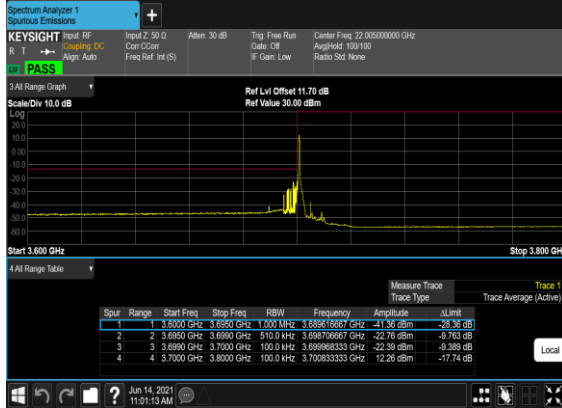 Spectrum Analyzer 1
Spurious Emissions
+
KEYSIGHT Input: RF Input Z: 50 Ω Atten: 30 dB Trig: Free Run Center Freq: 22.005000000 GHz
R T Coupling: DC Corr CCorr Gate: Off Avg|Hold: 100/100
Align: Auto Freq Ref: Int (S) IF Gain: Low Radio Std: None
PASS
3 All Range Graph
Ref Lvl Offset 11.70 dB
Scale/Div 10.0 dB Ref Value 30.00 dBm
Log
20.0
10.0
0.00
-10.0
-20.0
-30.0
-40.0
-50.0
-60.0
Start 3.600 GHz Stop 3.800 GH
4 All Range Table
Measure Trace Trace 1
Trace Type Trace Average (Active)
Spur Range Start Freq Stop Freq RBW Frequency Amplitude ΔLimit
1 1 3.6000 GHz 3.6950 GHz 1.000 MHz 3.689616667 GHz -41.36 dBm -28.36 dB
2 2 3.6950 GHz 3.6990 GHz 510.0 kHz 3.698706667 GHz -22.76 dBm -9.763 dB
3 3 3.6990 GHz 3.7000 GHz 100.0 kHz 3.699968333 GHz -22.39 dBm -9.389 dB
4 4 3.7000 GHz 3.8000 GHz 100.0 kHz 3.700833333 GHz 12.26 dBm -17.74 dB
Local
? Jun 14, 2021
11:01:13 AM